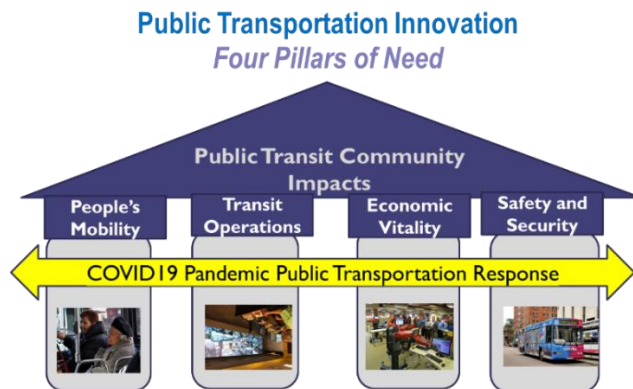 Public Transportation Innovation
Four Pillars of Need
Public Transit Community
Impacts
People's
Mobility
Transit
Operations
Economic
Vitality
Safety and
Security
COVID19 Pandemic Public Transportation Response